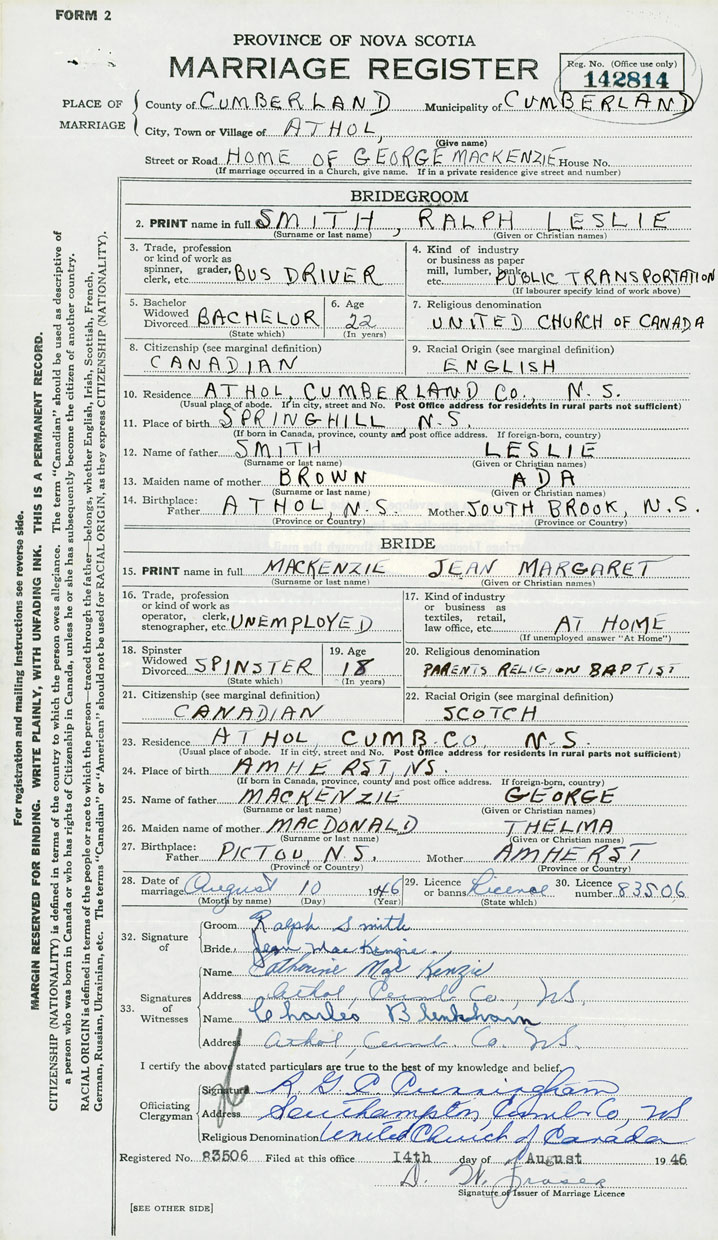 FORM 2
PROVINCE OF NOVA SCOTIA
MARRIAGE REGISTER
Reg. No. (Office use only)
142814
PLACE OF MARRIAGE
County of CUMBERLAND Municipality of CUMBERLAND
City, Town or Village of ATHOL,
(Give name)
Street or Road HOME OF GEORGE MACKENZIE House No.
(If marriage occurred in a Church, give name. If in a private residence give street and number)
BRIDEGROOM
2. PRINT name in full SMITH, RALPH LESLIE
(Surname or last name) (Given or Christian names)
3. Trade, profession or kind of work as spinner, grader, clerk, etc. BUS DRIVER
4. Kind of industry or business as paper mill, lumber, bank, etc. PUBLIC TRANSPORTATION
(If labourer specify kind of work above)
5. Bachelor Widowed Divorced BACHELOR
(State which)
6. Age 22
(In years)
7. Religious denomination
UNITED CHURCH OF CANADA
8. Citizenship (see marginal definition)
CANADIAN
9. Racial Origin (see marginal definition)
ENGLISH
10. Residence ATHOL, CUMBERLAND CO., N.S.
(Usual place of abode. If in city, street and No. Post Office address for residents in rural parts not sufficient)
11. Place of birth SPRINGHILL, N.S.
(If born in Canada, province, county and post office address. If foreign-born, country)
12. Name of father SMITH LESLIE
(Surname or last name) (Given or Christian names)
13. Maiden name of mother BROWN ADA
(Surname or last name) (Given or Christian names)
14. Birthplace: Father ATHOL, N.S. Mother SOUTH BROOK, N.S.
(Province or Country) (Province or Country)
BRIDE
15. PRINT name in full MACKENZIE JEAN MARGARET
(Surname or last name) (Given or Christian names)
16. Trade, profession or kind of work as operator, clerk, stenographer, etc. UNEMPLOYED
17. Kind of industry or business as textiles, retail, law office, etc. AT HOME
(If unemployed answer "At Home")
18. Spinster Widowed Divorced SPINSTER
(State which)
19. Age 18
(In years)
20. Religious denomination
PARENTS RELIGION BAPTIST
21. Citizenship (see marginal definition)
CANADIAN
22. Racial Origin (see marginal definition)
SCOTCH
23. Residence ATHOL, CUMB. CO. N.S.
(Usual place of abode. If in city, street and No. Post Office address for residents in rural parts not sufficient)
24. Place of birth AMHERST, NS.
(If born in Canada, province, county and post office address. If foreign-born, country)
25. Name of father MACKENZIE GEORGE
(Surname or last name) (Given or Christian names)
26. Maiden name of mother MACDONALD THELMA
(Surname or last name) (Given or Christian names)
27. Birthplace: Father PICTOU, N.S. Mother AMHERST
(Province or Country)
28. Date of marriage August 10 1946
(Month by name) (Day) (Year)
29. Licence or banns Licence
(State which)
30. Licence number 83506
32. Signature of
Groom Ralph Smith
Bride Jean MacKenzie
33. Signatures of Witnesses
Name Catherine MacKenzie
Address Athol, Cumb Co, NS.
Name Charles Blenkhorn
Address Athol, Cumb. Co. NS.
I certify the above stated particulars are true to the best of my knowledge and belief.
Officiating Clergyman
Signature R. G. C. Cunningham
Address Southampton, Cumb. Co, NS
Religious Denomination United Church of Canada
Registered No. 83506 Filed at this office 14th day of August 1946
D. W. Fraser
Signature of Issuer of Marriage Licence
[SEE OTHER SIDE]
For registration and mailing Instructions see reverse side.
MARGIN RESERVED FOR BINDING. WRITE PLAINLY, WITH UNFADING INK. THIS IS A PERMANENT RECORD.
CITIZENSHIP (NATIONALITY) is defined in terms of the country to which the person owes allegiance. The term "Canadian" should be used as descriptive of
a person who was born in Canada or who has rights of Citizenship in Canada, unless he or she has subsequently become the citizen of another country.
RACIAL ORIGIN is defined in terms of the people or race to which the person—traced through the father—belongs, whether English, Irish, Scottish, French,
German, Russian, Ukrainian, etc. The terms "Canadian" or "American" should not be used for RACIAL ORIGIN, as they express CITIZENSHIP (NATIONALITY).